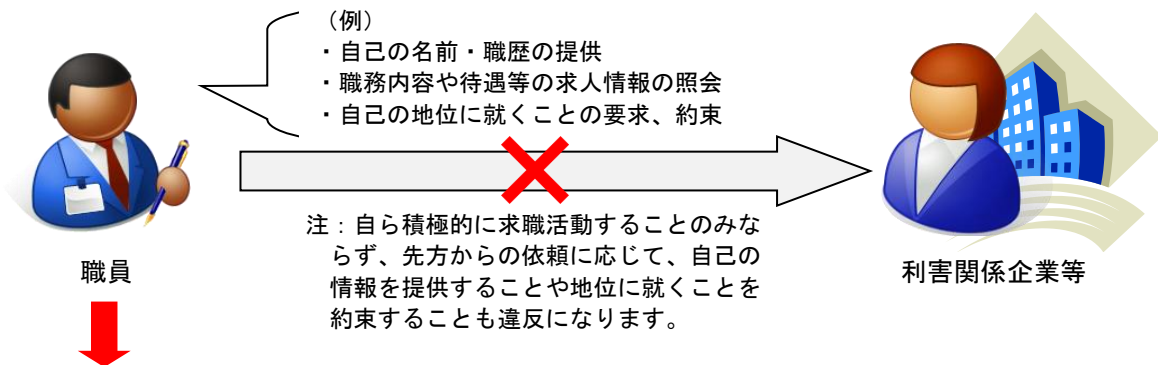 （例）
・自己の名前・職歴の提供
・職務内容や待遇等の求人情報の照会
・自己の地位に就くことの要求、約束
注：自ら積極的に求職活動することのみな
らず、先方からの依頼に応じて、自己の
情報を提供することや地位に就くことを
約束することも違反になります。
職員
利害関係企業等